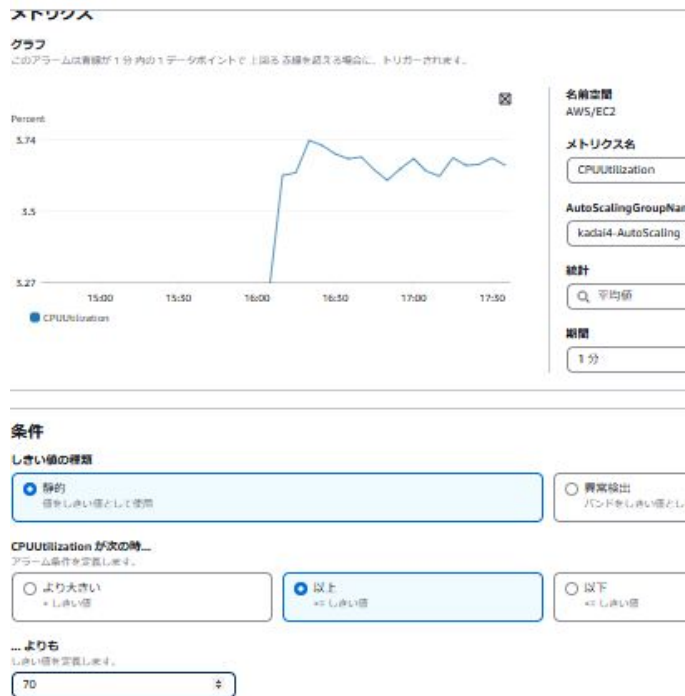 メトリクス
グラフ
このアラームは青線が 1 分 内の 1 データポイントで 上回る 赤線を超える場合に、トリガーされます。
Percent
3.74
3.5
3.27
15:00 15:30 16:00 16:30 17:00 17:30
CPUUtilization
名前空間
AWS/EC2
メトリクス名
CPUUtilization
AutoScalingGroupNam
kadai4-AutoScaling
統計
平均値
期間
1 分
条件
しきい値の種類
静的
値をしきい値として使用
異常検出
バンドをしきい値とし
CPUUtilization が次の時...
アラーム条件を定義します。
より大きい
> しきい値
以上
>= しきい値
以下
<= しきい値
... よりも
しきい値を定義します。
70